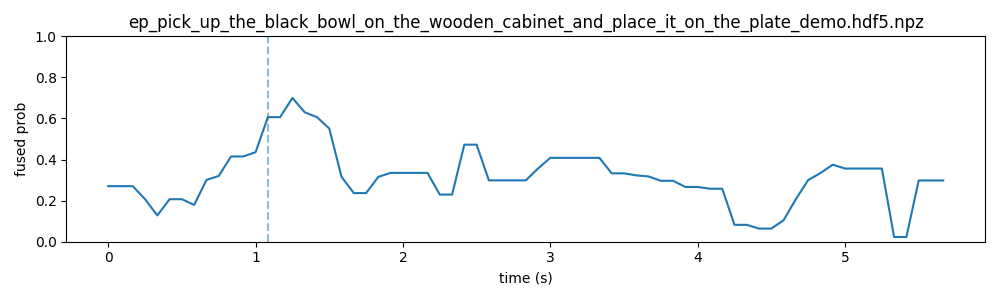 ep_pick_up_the_black_bowl_on_the_wooden_cabinet_and_place_it_on_the_plate_demo.hdf5.npz
1.0
0.8
0.6
0.4
0.2
0.0
fused prob
0 1 2 3 4 5
time (s)